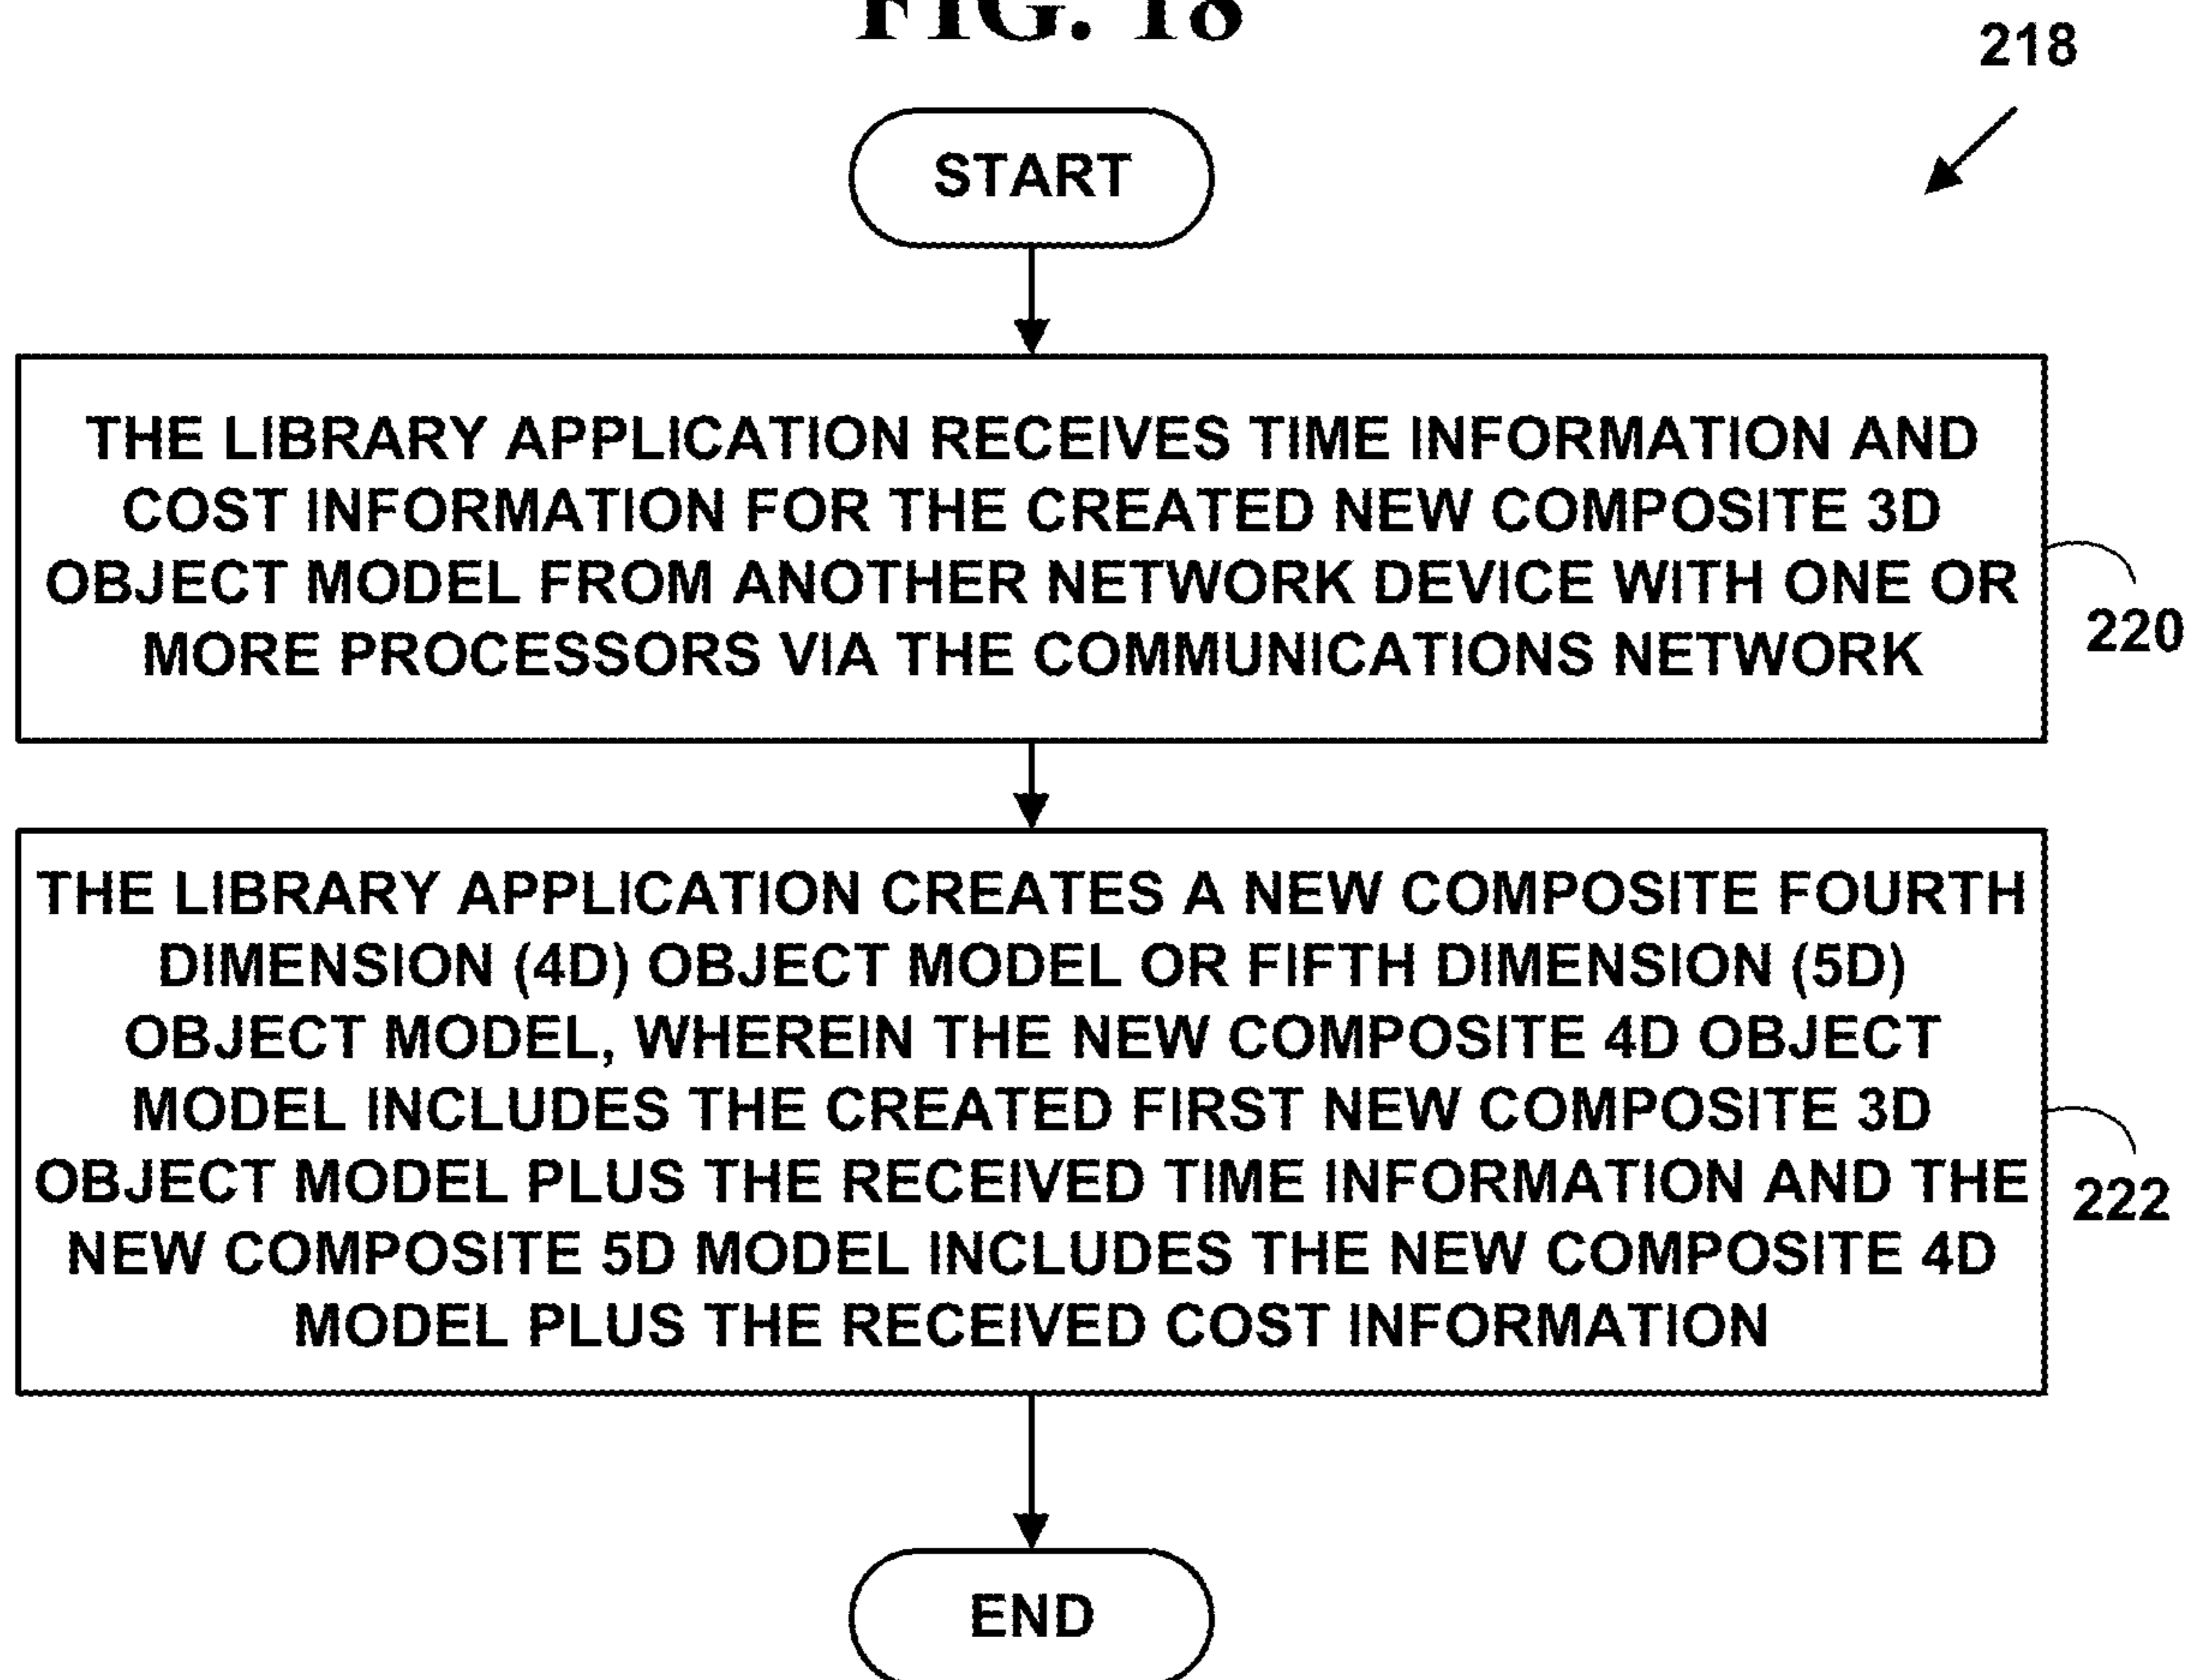 FIG. 18
218
START
THE LIBRARY APPLICATION RECEIVES TIME INFORMATION AND
COST INFORMATION FOR THE CREATED NEW COMPOSITE 3D
OBJECT MODEL FROM ANOTHER NETWORK DEVICE WITH ONE OR
MORE PROCESSORS VIA THE COMMUNICATIONS NETWORK
220
THE LIBRARY APPLICATION CREATES A NEW COMPOSITE FOURTH
DIMENSION (4D) OBJECT MODEL OR FIFTH DIMENSION (5D)
OBJECT MODEL, WHEREIN THE NEW COMPOSITE 4D OBJECT
MODEL INCLUDES THE CREATED FIRST NEW COMPOSITE 3D
OBJECT MODEL PLUS THE RECEIVED TIME INFORMATION AND THE
NEW COMPOSITE 5D MODEL INCLUDES THE NEW COMPOSITE 4D
MODEL PLUS THE RECEIVED COST INFORMATION
222
END